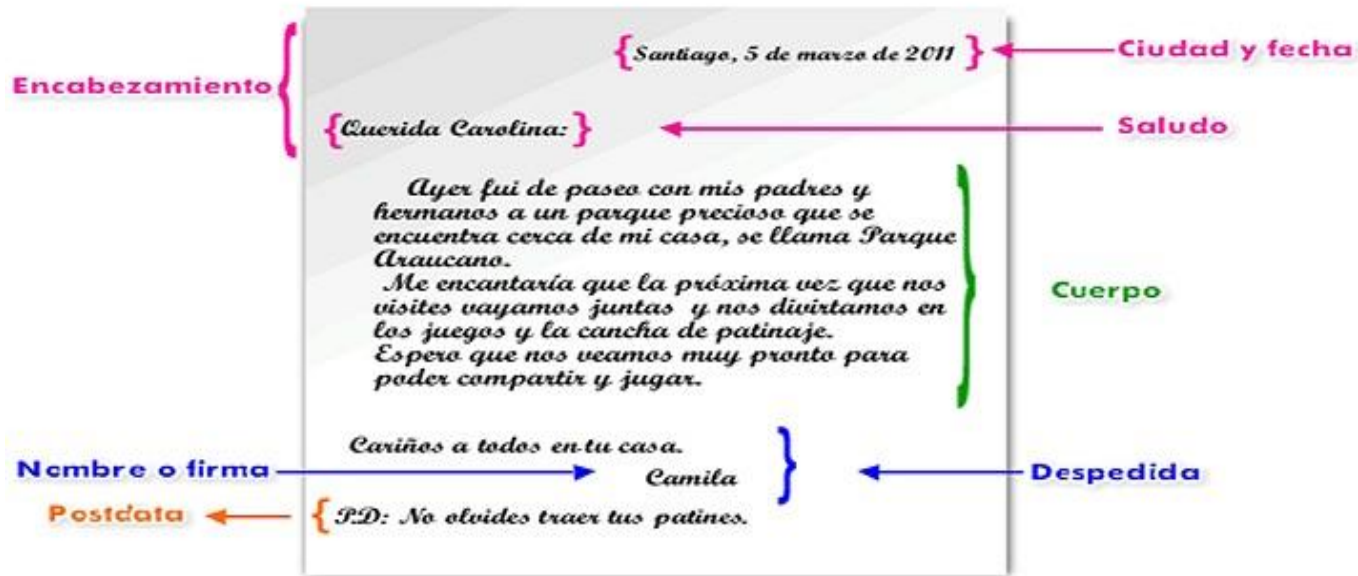 Santiago, 5 de marzo de 2011
Ciudad y fecha
Encabezamiento
Querida Carolina:
Saludo
Ayer fui de paseo con mis padres y
hermanos a un parque precioso que se
encuentra cerca de mi casa, se llama Parque
Araucano.
Me encantaría que la próxima vez que nos
visites vayamos juntas y nos divirtamos en
los juegos y la cancha de patinaje.
Espero que nos veamos muy pronto para
poder compartir y jugar.
Cuerpo
Cariños a todos en tu casa.
Nombre o firma
Camila
Despedida
Postdata
P.D: No olvides traer tus patines.